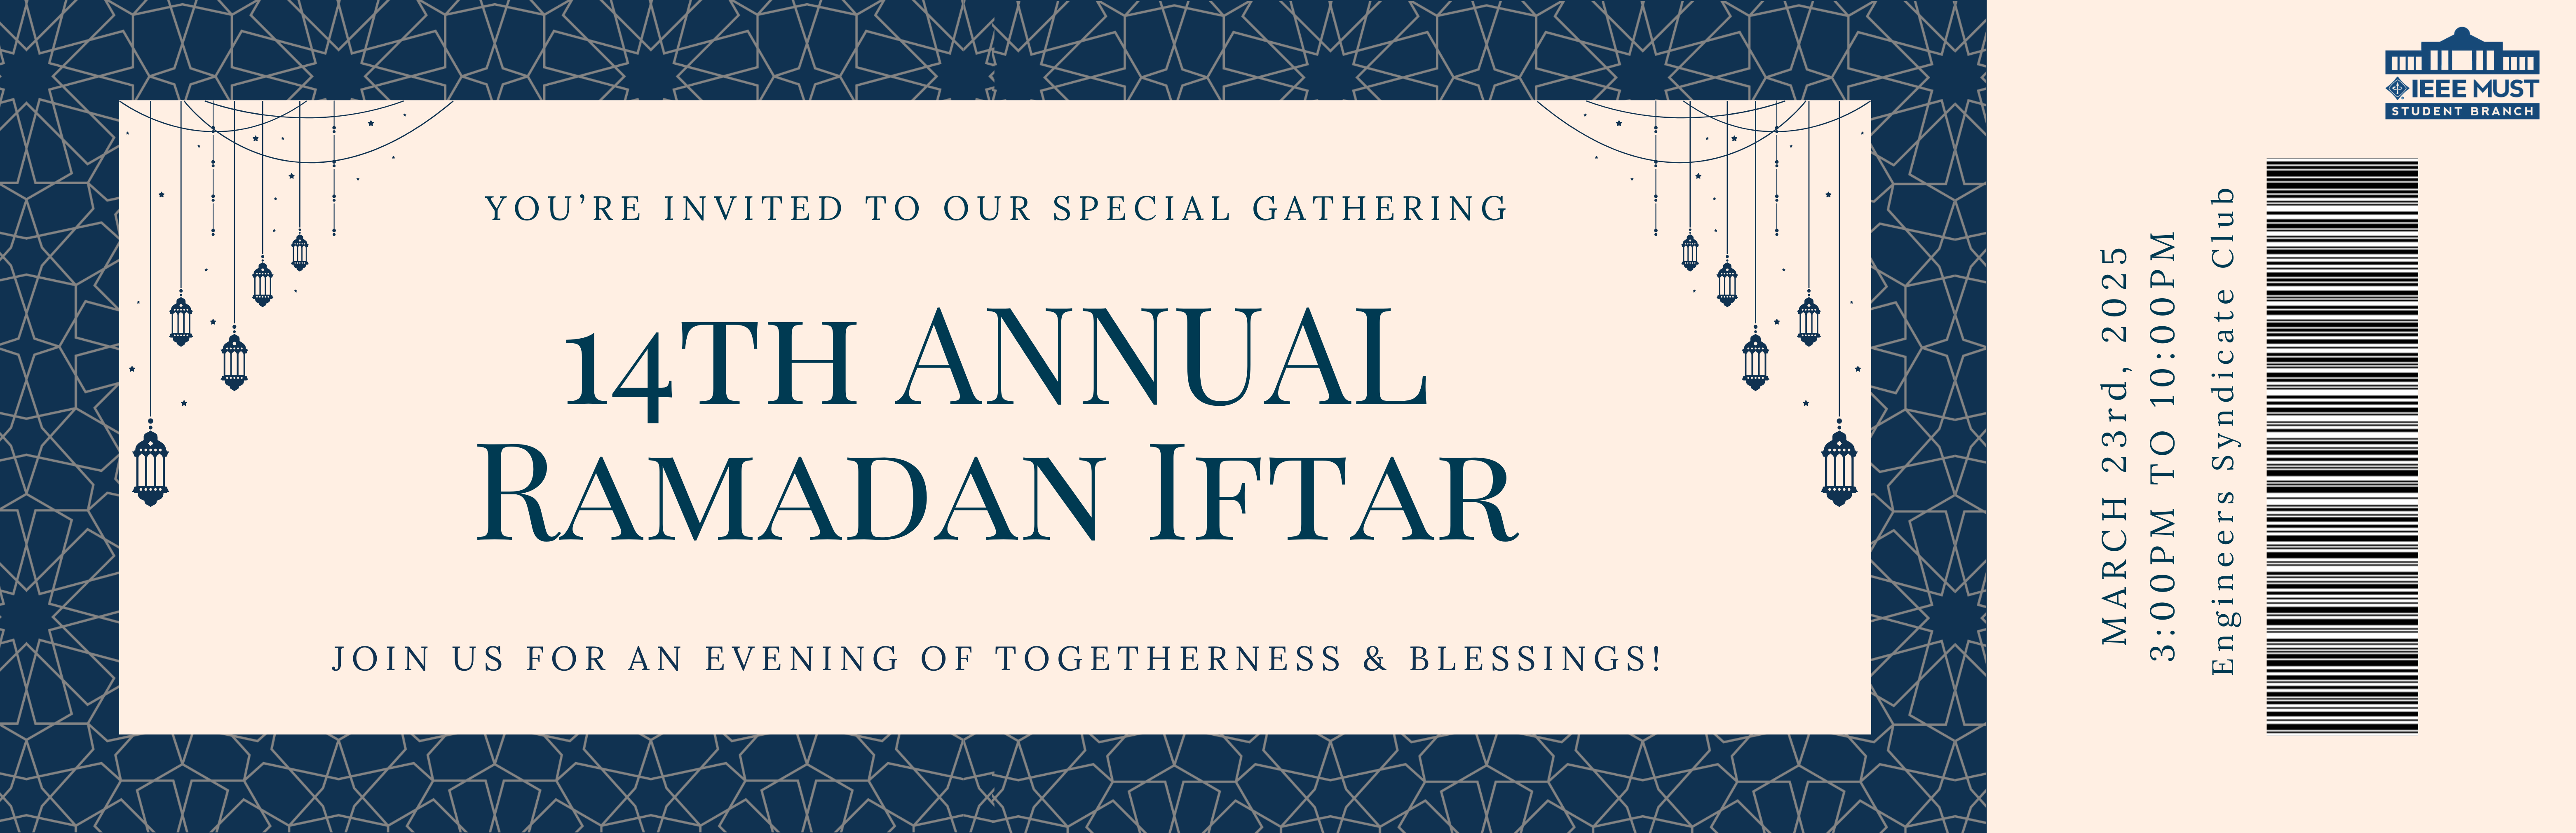 YOU'RE INVITED TO OUR SPECIAL GATHERING
14TH ANNUAL
RAMADAN IFTAR
JOIN US FOR AN EVENING OF TOGETHERNESS & BLESSINGS!
MARCH 23rd, 2025
3:00PM TO 10:00PM
Engineers Syndicate Club
IEEE MUST
STUDENT BRANCH